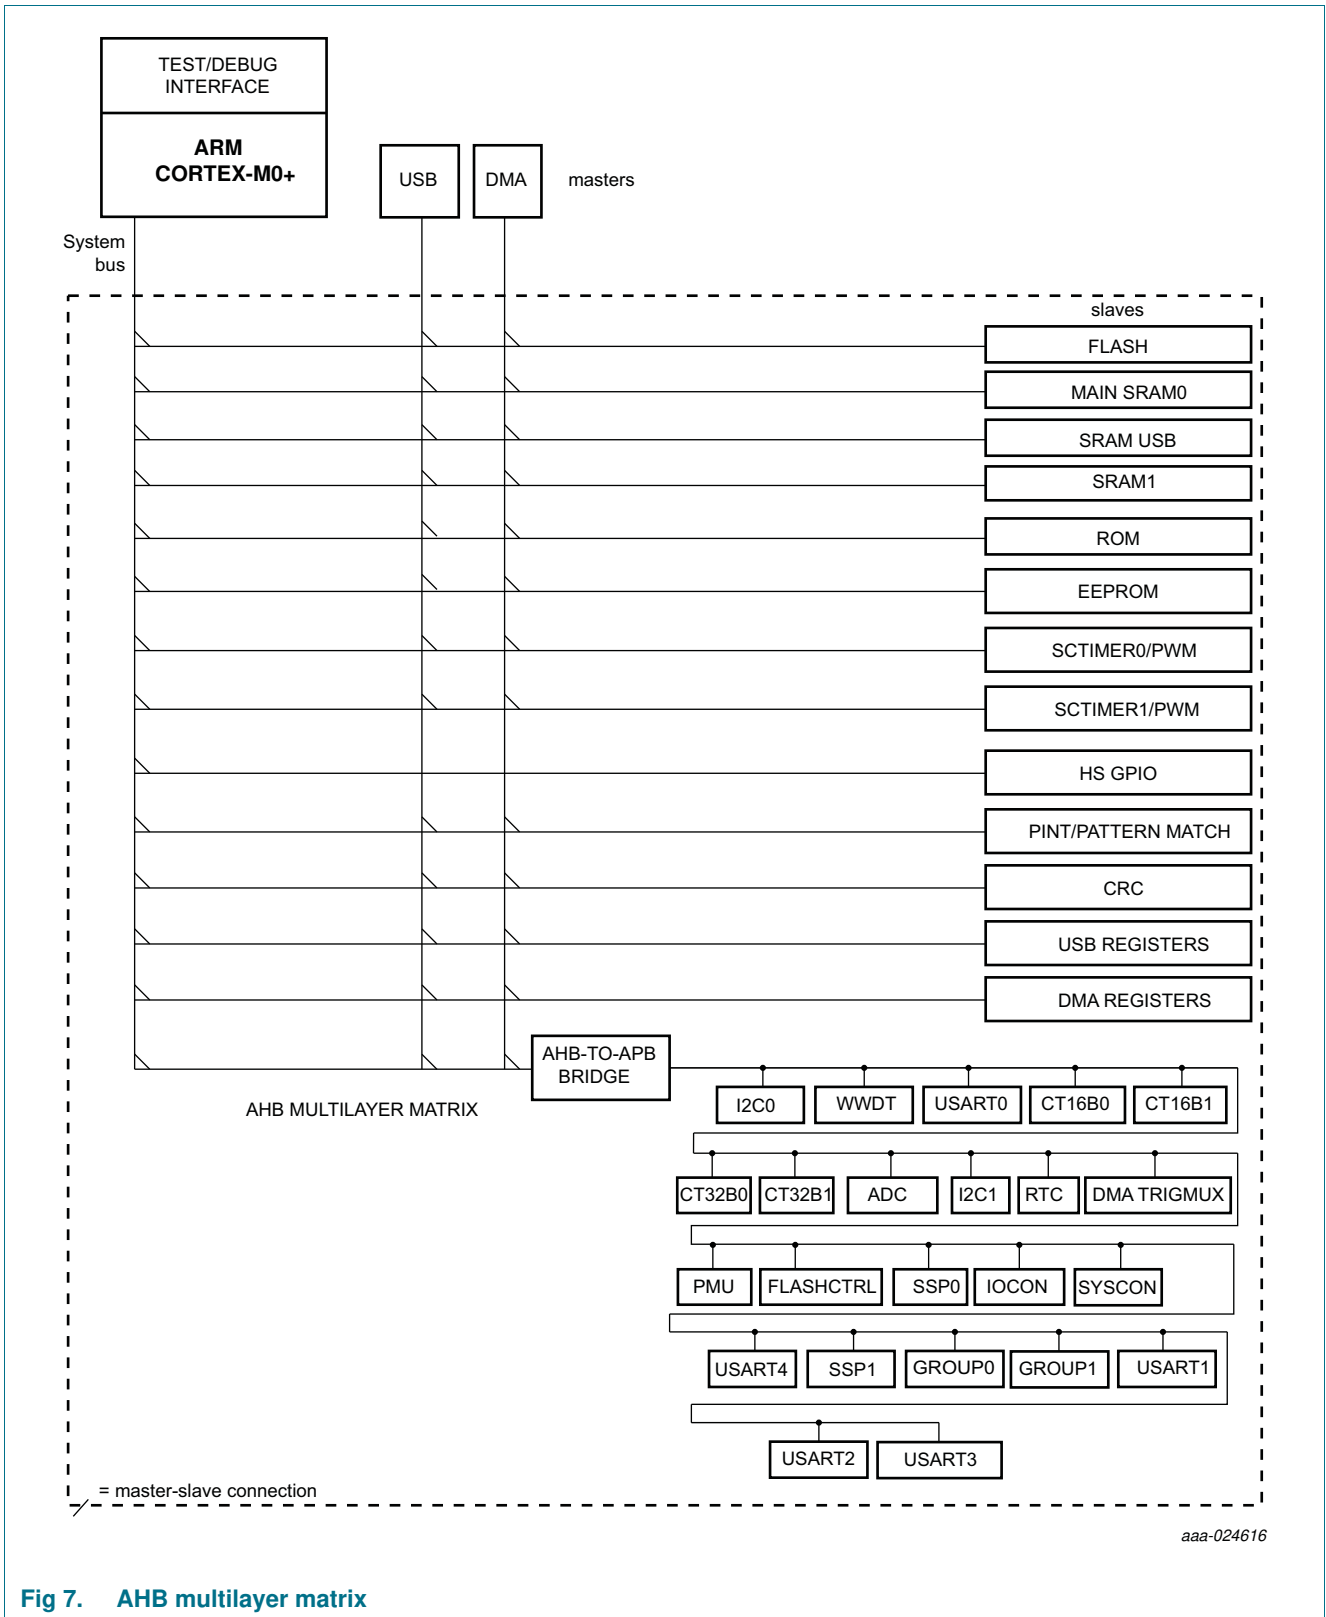 TEST/DEBUG
INTERFACE
ARM
CORTEX-M0+
USB
DMA
masters
System
bus
slaves
FLASH
MAIN SRAM0
SRAM USB
SRAM1
ROM
EEPROM
SCTIMER0/PWM
SCTIMER1/PWM
HS GPIO
PINT/PATTERN MATCH
CRC
USB REGISTERS
DMA REGISTERS
AHB-TO-APB
BRIDGE
AHB MULTILAYER MATRIX
I2C0
WWDT
USART0
CT16B0
CT16B1
CT32B0
CT32B1
ADC
I2C1
RTC
DMA TRIGMUX
PMU
FLASHCTRL
SSP0
IOCON
SYSCON
USART4
SSP1
GROUP0
GROUP1
USART1
USART2
USART3
= master-slave connection
aaa-024616
Fig 7. AHB multilayer matrix